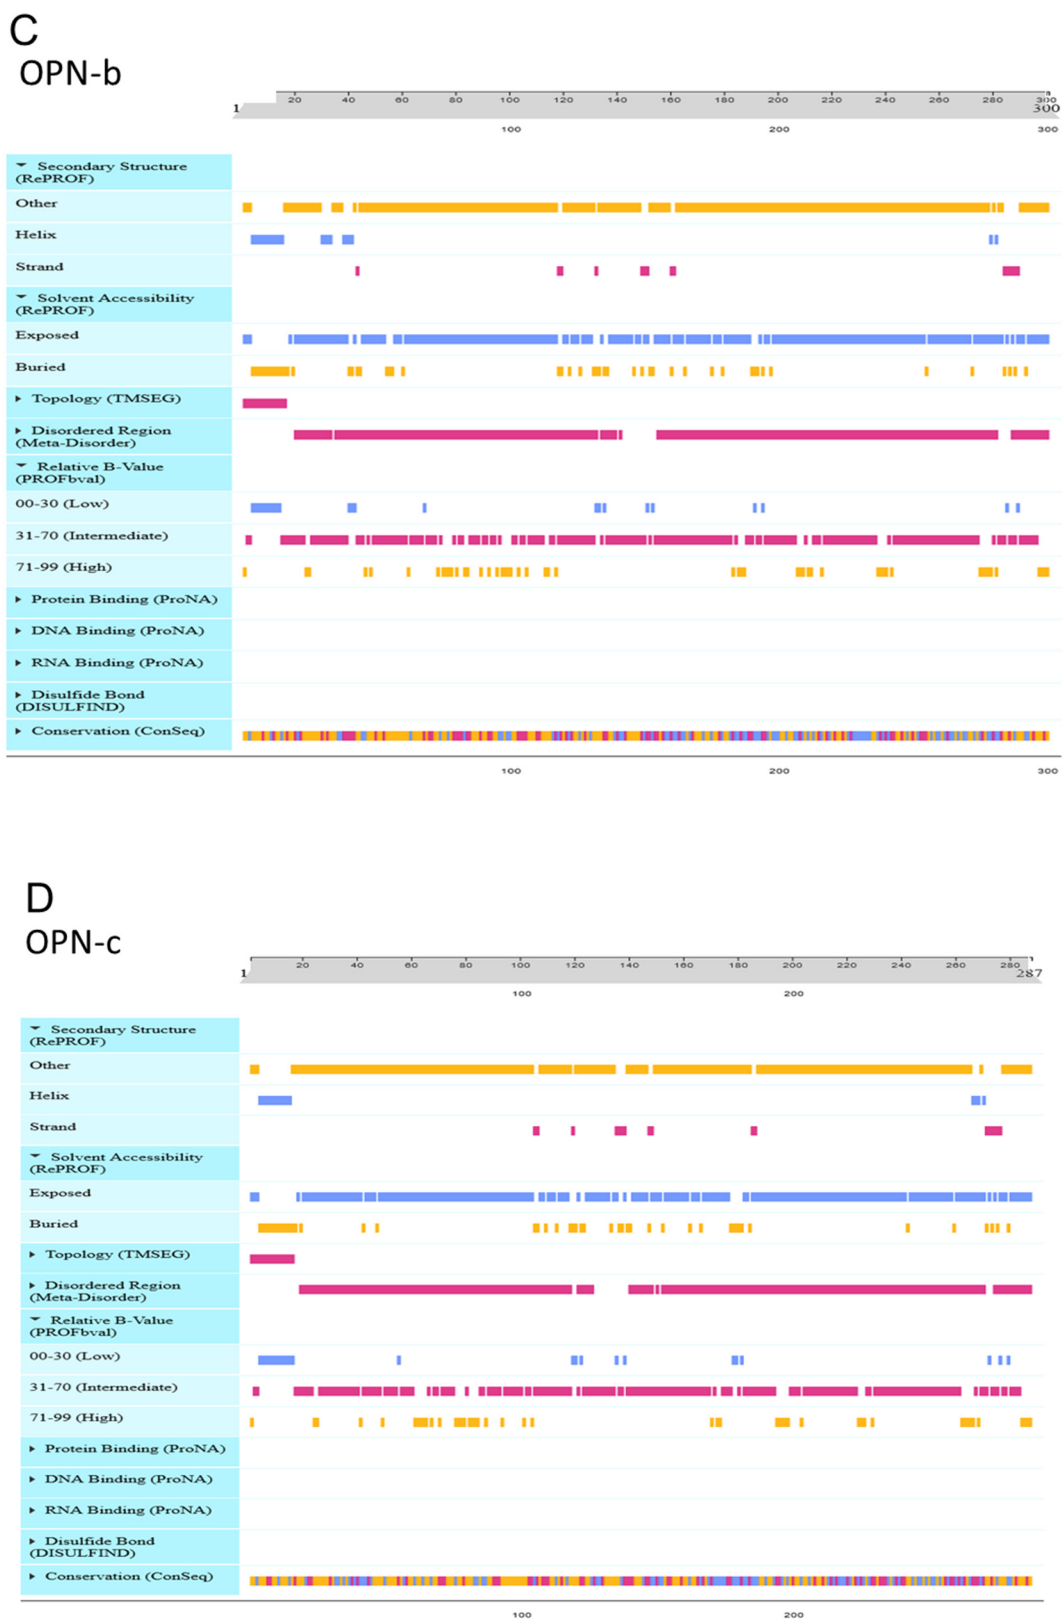 C
OPN-b
20 40 60 80 100 120 140 160 180 200 220 240 260 280 300
1 300
100 200 300
Secondary Structure
(RePROF)
Other
Helix
Strand
Solvent Accessibility
(RePROF)
Exposed
Buried
Topology (TMSEG)
Disordered Region
(Meta-Disorder)
Relative B-Value
(PROFbval)
00-30 (Low)
31-70 (Intermediate)
71-99 (High)
Protein Binding (ProNA)
DNA Binding (ProNA)
RNA Binding (ProNA)
Disulfide Bond
(DISULFIND)
Conservation (ConSeq)
100 200 300
D
OPN-c
20 40 60 80 100 120 140 160 180 200 220 240 260 280
1 287
100 200
Secondary Structure
(RePROF)
Other
Helix
Strand
Solvent Accessibility
(RePROF)
Exposed
Buried
Topology (TMSEG)
Disordered Region
(Meta-Disorder)
Relative B-Value
(PROFbval)
00-30 (Low)
31-70 (Intermediate)
71-99 (High)
Protein Binding (ProNA)
DNA Binding (ProNA)
RNA Binding (ProNA)
Disulfide Bond
(DISULFIND)
Conservation (ConSeq)
100 200